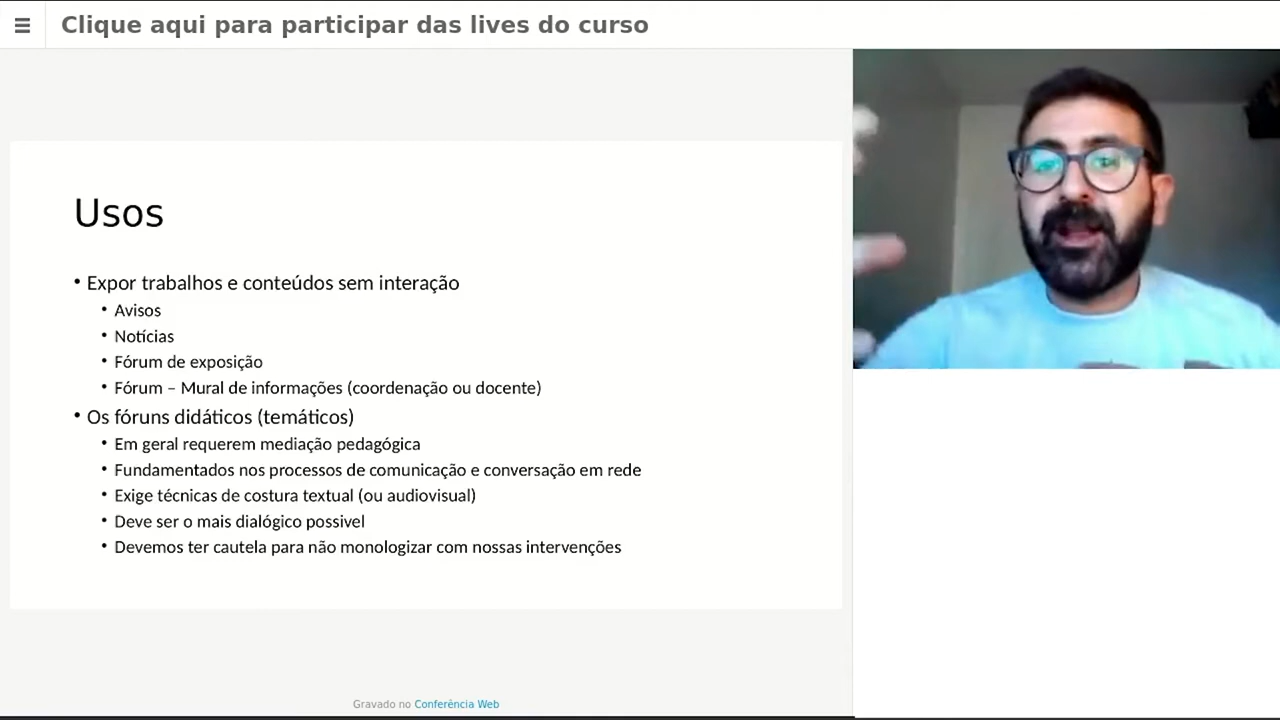 Clique aqui para participar das lives do curso
Usos
• Expor trabalhos e conteúdos sem interação
• Avisos
• Notícias
• Fórum de exposição
• Fórum – Mural de informações (coordenação ou docente)
• Os fóruns didáticos (temáticos)
• Em geral requerem mediação pedagógica
• Fundamentados nos processos de comunicação e conversação em rede
• Exige técnicas de costura textual (ou audiovisual)
• Deve ser o mais dialógico possivel
• Devemos ter cautela para não monologizar com nossas intervenções
Gravado no Conferência Web